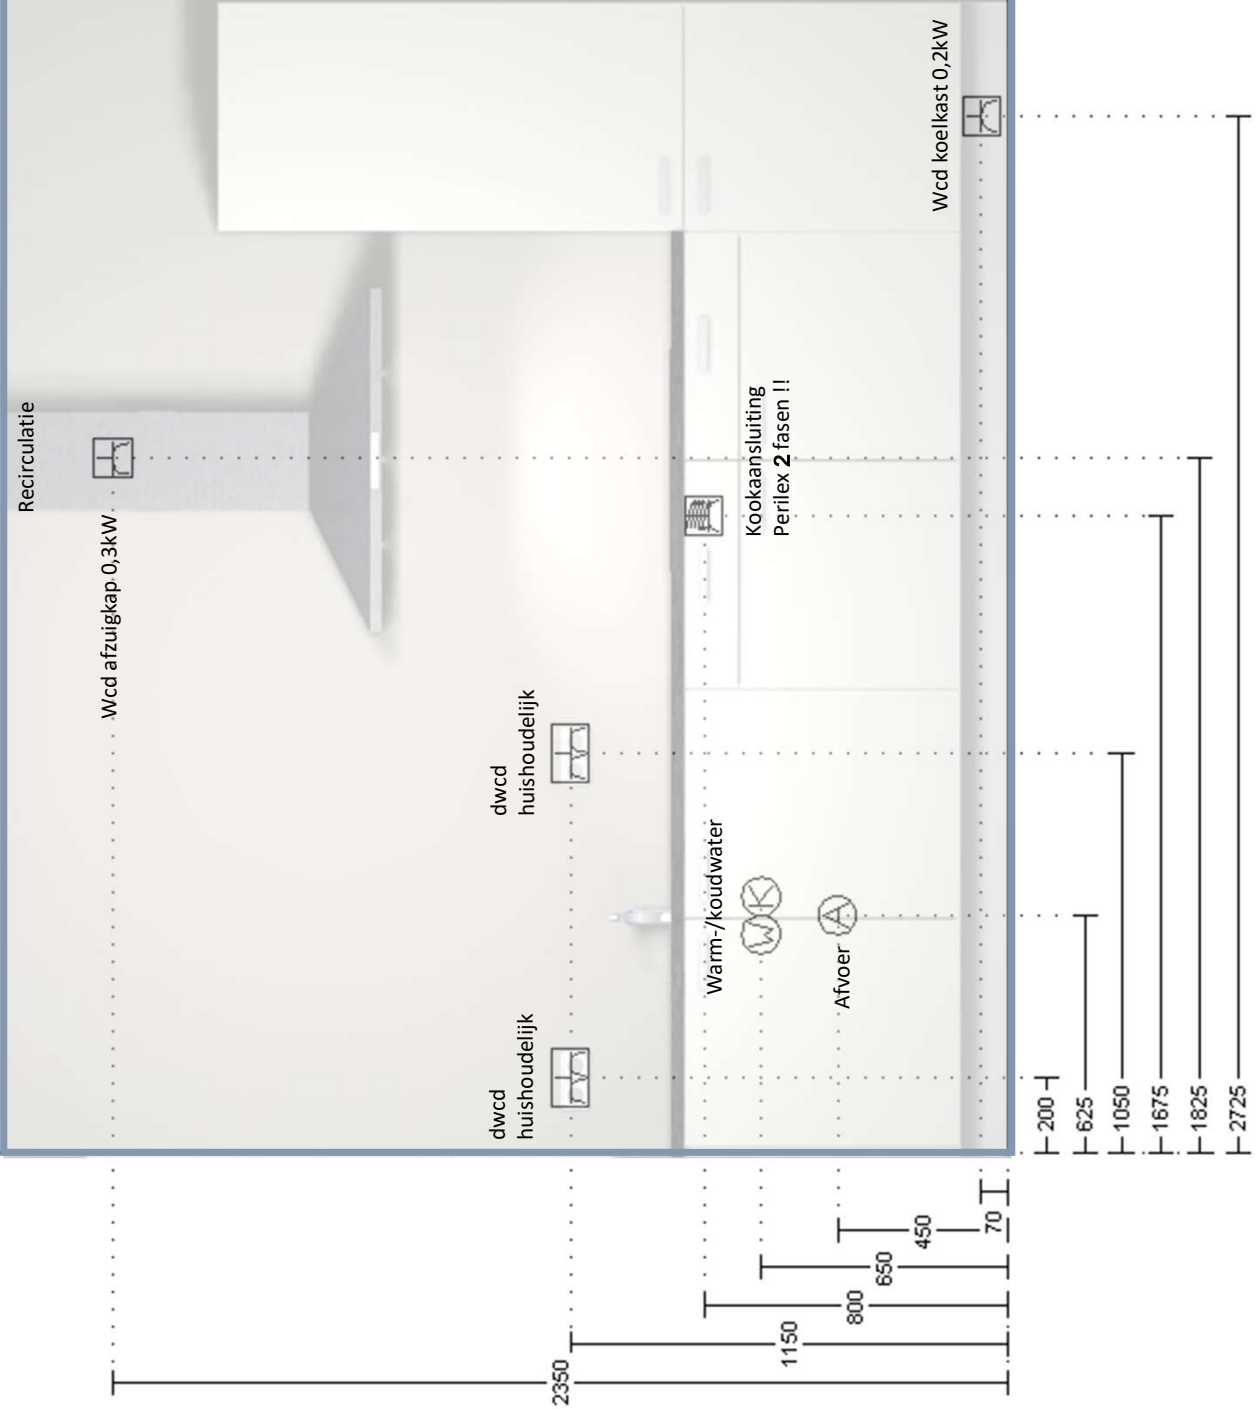 Recirculatie
Wcd afzuigkap 0,3kW
dwcd
huishoudelijk
dwcd
huishoudelijk
Warm-/koudwater
W K
A
Afvoer
Kookaansluiting
Perilex 2 fasen !!
Wcd koelkast 0,2kW
2350
1150
800
650
450
70
200
625
1050
1675
1825
2725